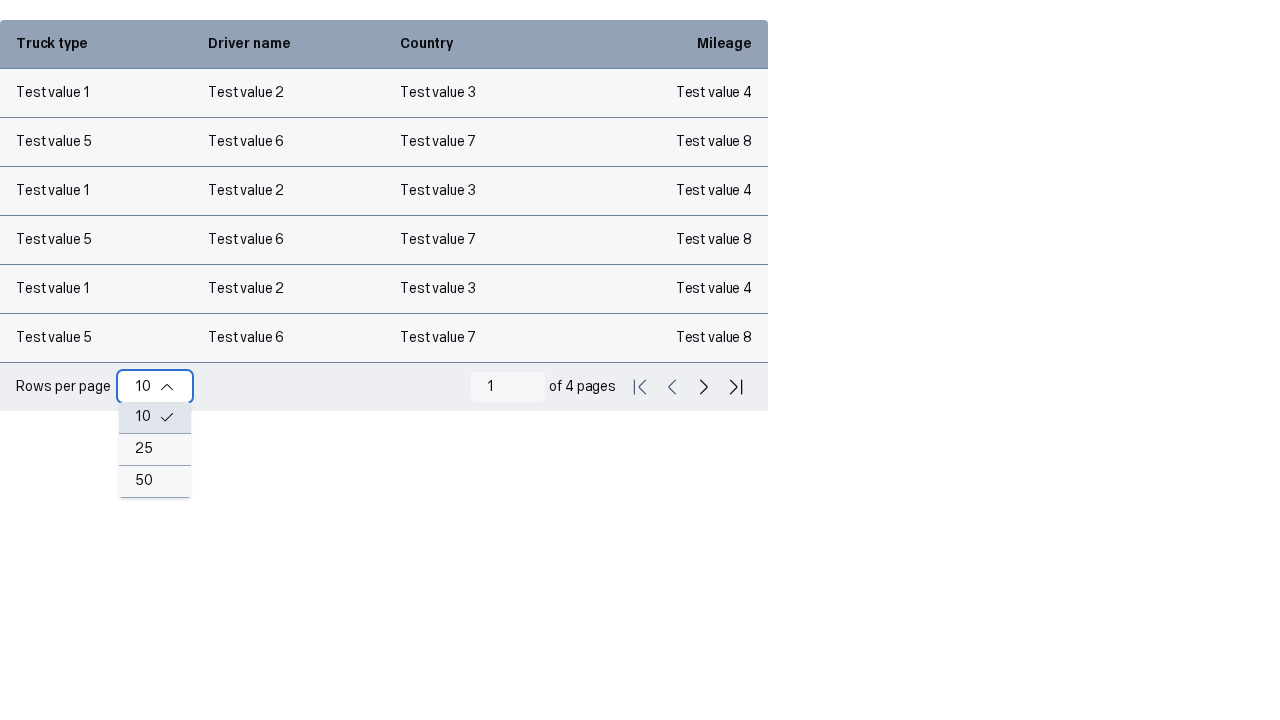 Truck type Driver name Country Mileage
Test value 1 Test value 2 Test value 3 Test value 4
Test value 5 Test value 6 Test value 7 Test value 8
Test value 1 Test value 2 Test value 3 Test value 4
Test value 5 Test value 6 Test value 7 Test value 8
Test value 1 Test value 2 Test value 3 Test value 4
Test value 5 Test value 6 Test value 7 Test value 8
Rows per page 10 1 of 4 pages
10
25
50